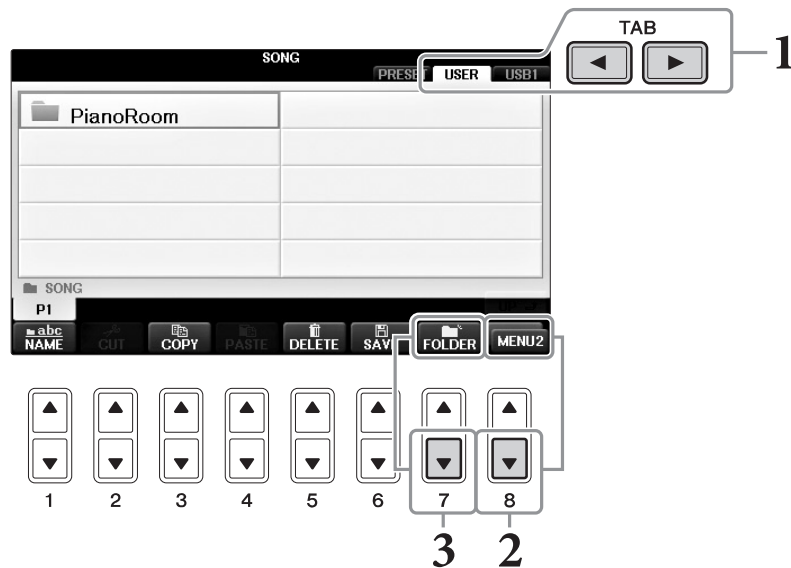 TAB
1
SONG
PRESET USER USB1
PianoRoom
SONG
P1
abc
NAME CUT COPY PASTE DELETE SAVE FOLDER MENU2
1 2 3 4 5 6 7 8
3 2